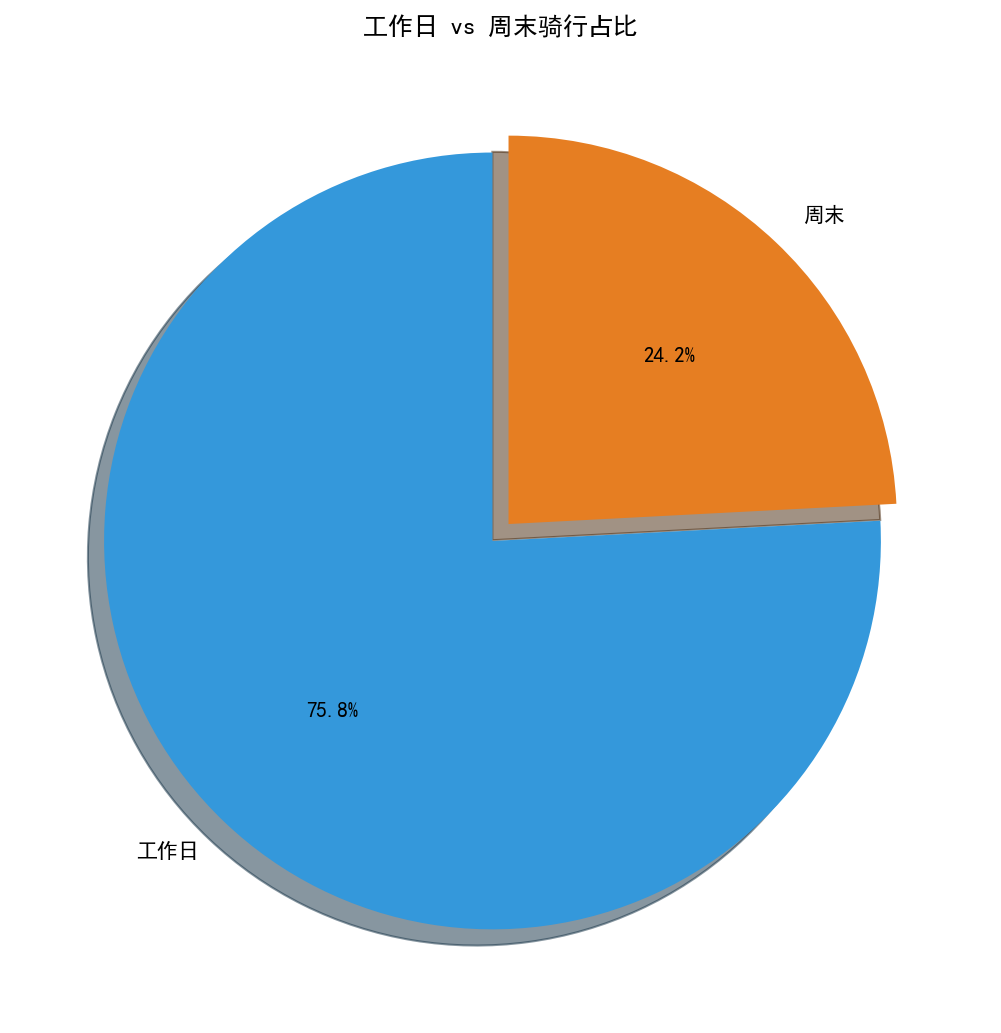 工作日 vs 周末骑行占比
周末
24.2%
75.8%
工作日